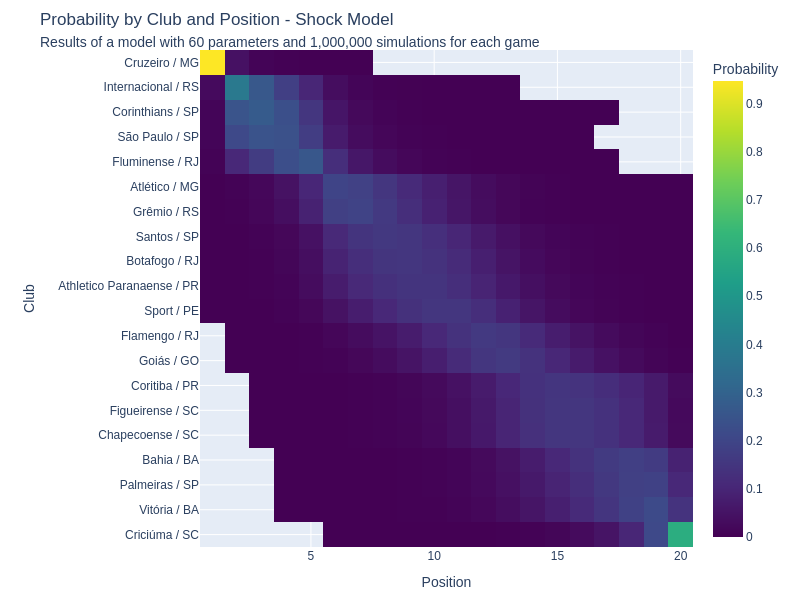 Probability by Club and Position - Shock Model
Results of a model with 60 parameters and 1,000,000 simulations for each game
Probability
Club
Cruzeiro / MG
Internacional / RS
Corinthians / SP
São Paulo / SP
Fluminense / RJ
Atlético / MG
Grêmio / RS
Santos / SP
Botafogo / RJ
Athletico Paranaense / PR
Sport / PE
Flamengo / RJ
Goiás / GO
Coritiba / PR
Figueirense / SC
Chapecoense / SC
Bahia / BA
Palmeiras / SP
Vitória / BA
Criciúma / SC
0.9
0.8
0.7
0.6
0.5
0.4
0.3
0.2
0.1
0
5 10 15 20
Position